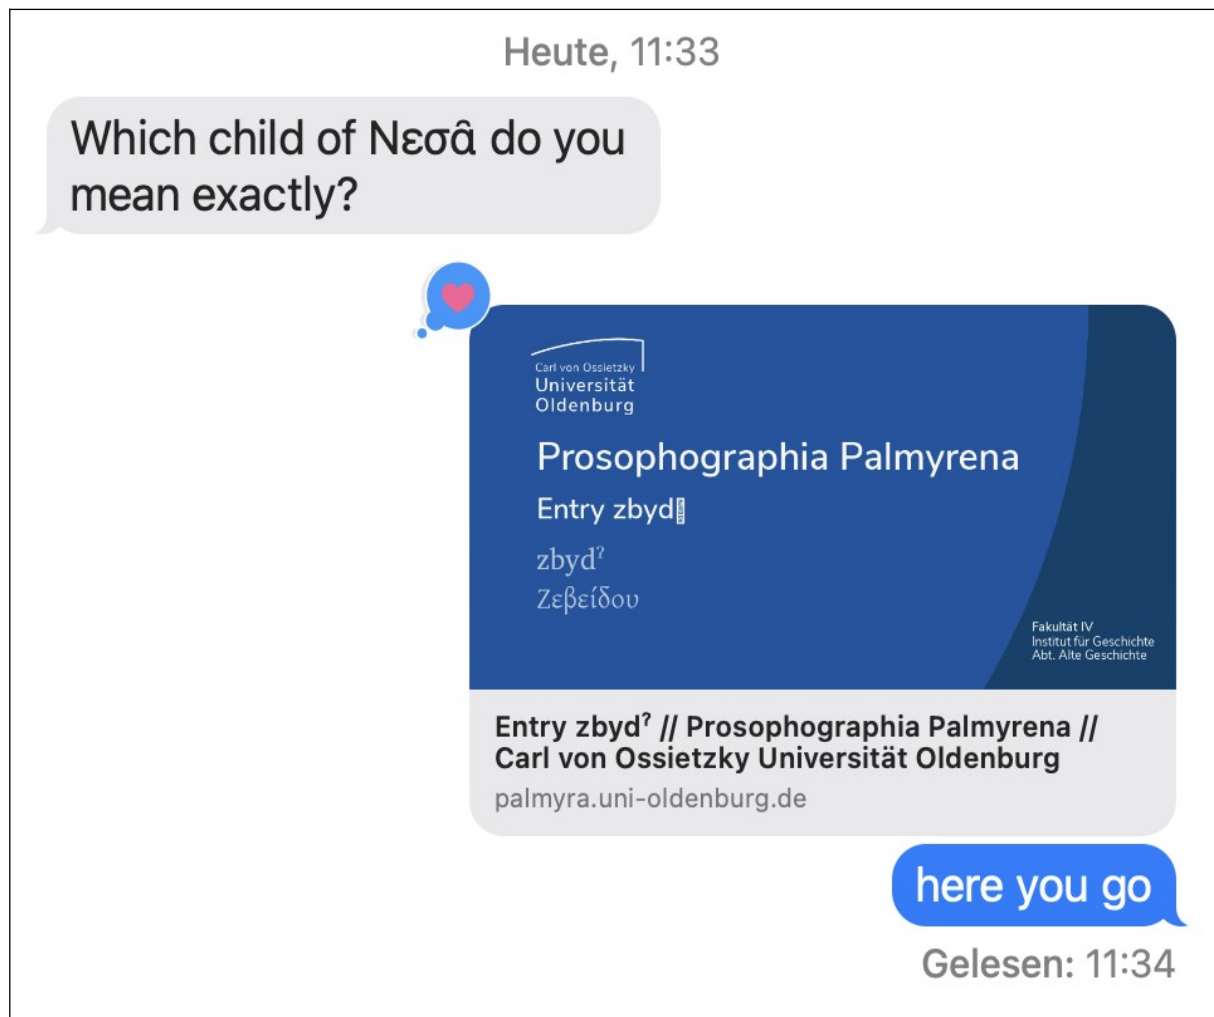 Heute, 11:33
Which child of Νεσᾶ do you
mean exactly?
Carl von Ossietzky
Universität
Oldenburg
Prosophographia Palmyrena
Entry zbyd
zbydˀ
Ζεβείδου
Fakultät IV
Institut für Geschichte
Abt. Alte Geschichte
Entry zbydˀ // Prosophographia Palmyrena //
Carl von Ossietzky Universität Oldenburg
palmyra.uni-oldenburg.de
here you go
Gelesen: 11:34